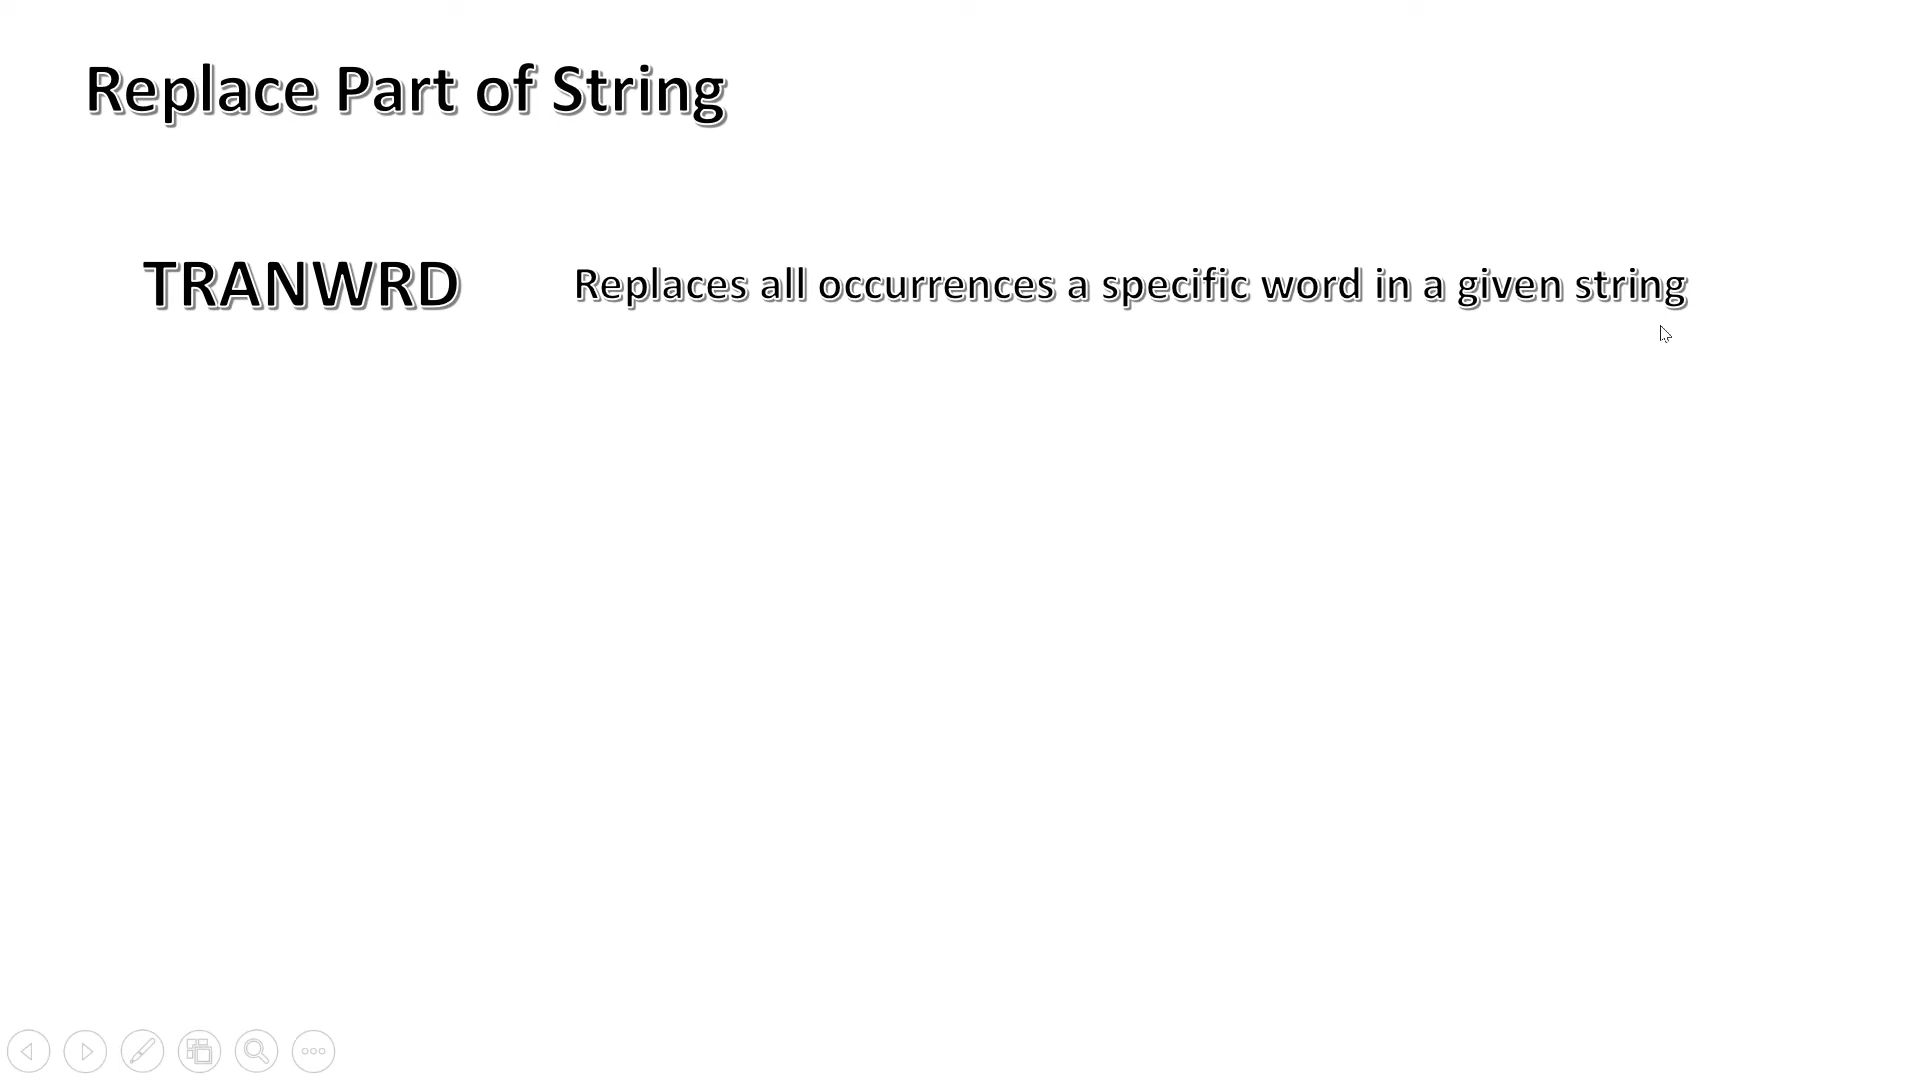 Replace Part of String
TRANWRD
Replaces all occurrences a specific word in a given string